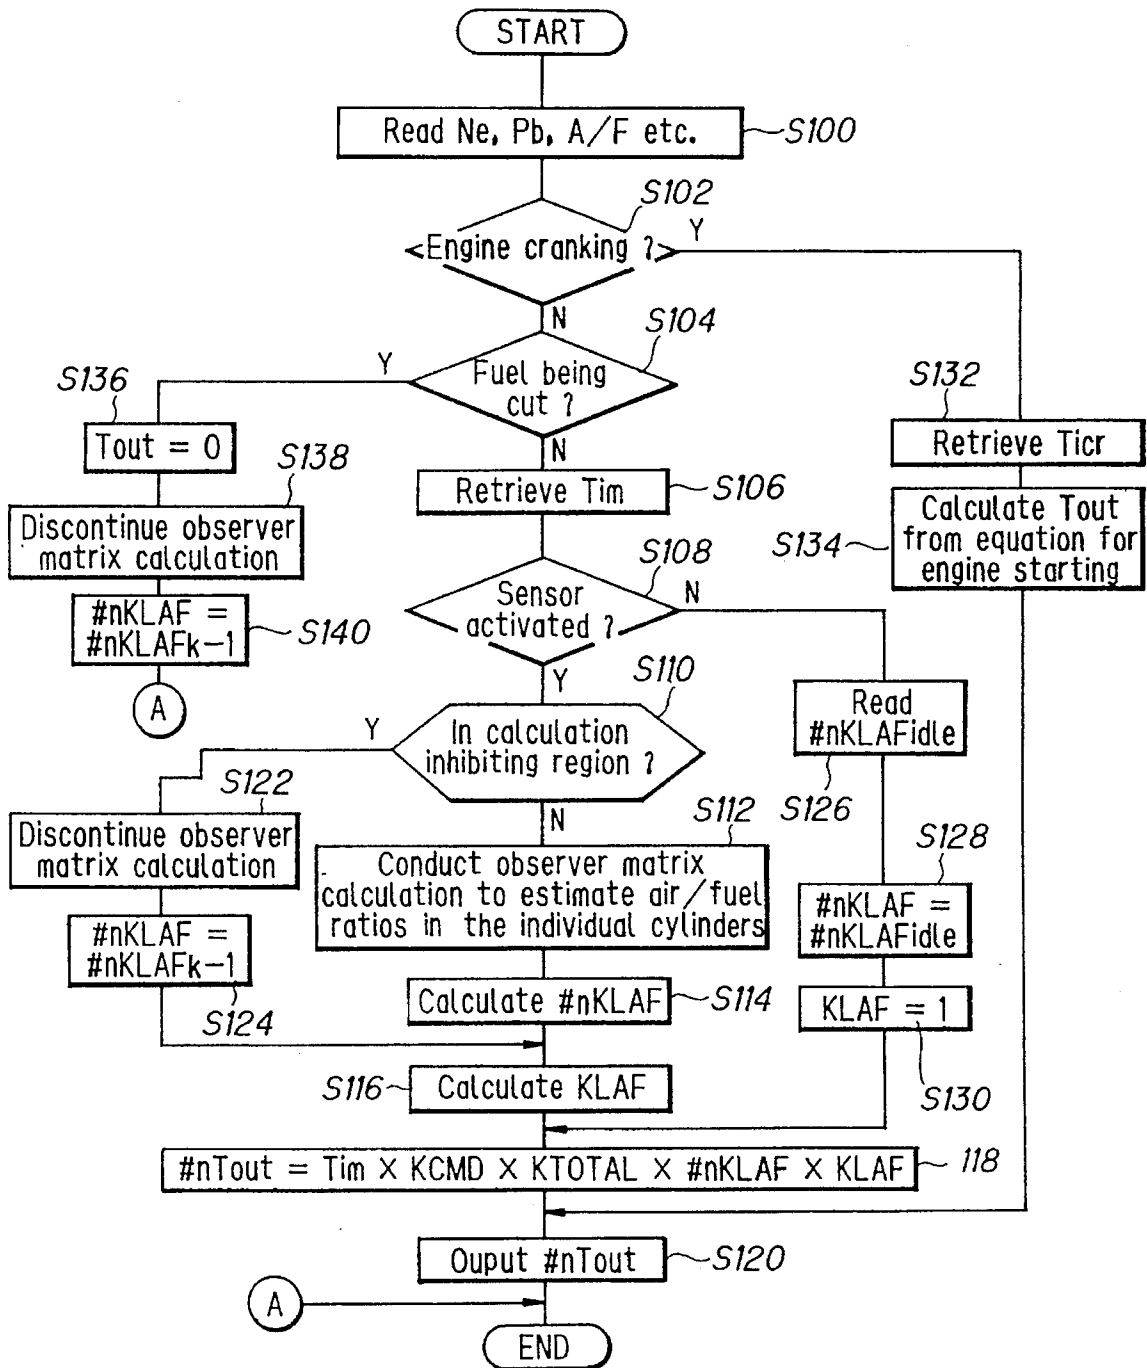 START
Read Ne, Pb, A/F etc.
S100
S102
Engine cranking ?
Y
N
S104
Y
Fuel being
cut ?
N
S136
Tout = 0
S138
Discontinue observer
matrix calculation
#nKLAF =
#nKLAFk-1
S140
A
S132
Retrieve Ticr
Calculate Tout
from equation for
engine starting
S134
Retrieve Tim
S106
S108
Sensor
activated ?
N
Y
S110
Y
In calculation
inhibiting region ?
N
Read
#nKLAFidle
S126
S122
Discontinue observer
matrix calculation
S112
Conduct observer matrix
calculation to estimate air/fuel
ratios in the individual cylinders
S128
#nKLAF =
#nKLAFidle
#nKLAF =
#nKLAFk-1
S124
Calculate #nKLAF
S114
KLAF = 1
S130
S116
Calculate KLAF
#nTout = Tim X KCMD X KTOTAL X #nKLAF X KLAF
118
Ouput #nTout
S120
A
END